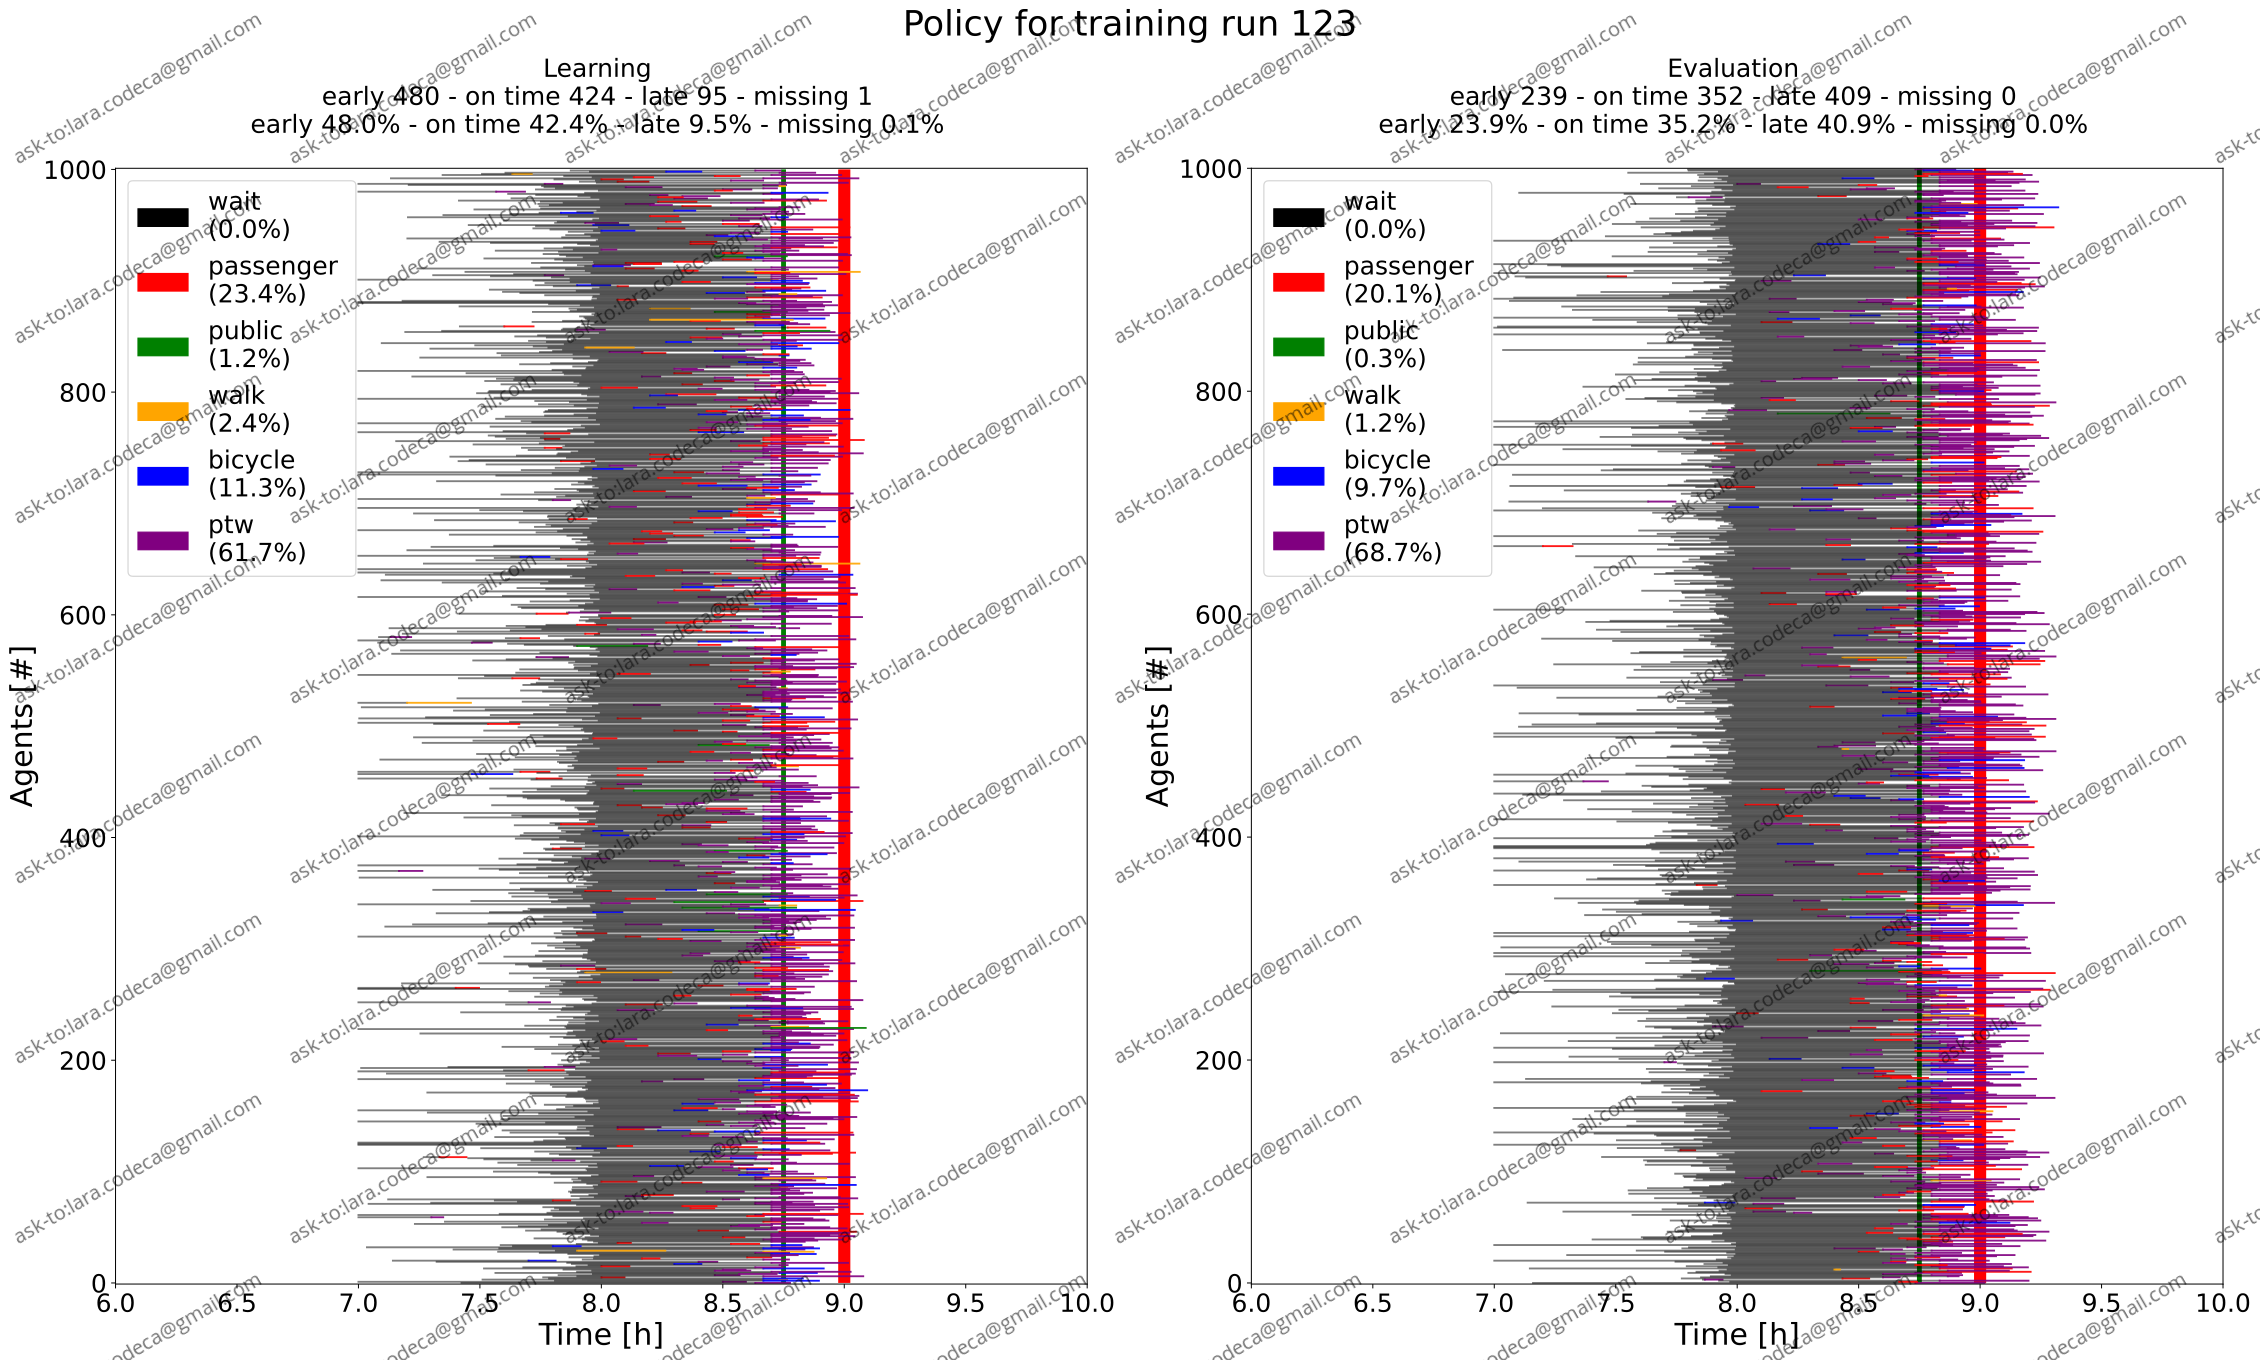 Policy for training run 123
Learning
early 480 - on time 424 - late 95 - missing 1
early 48.0% - on time 42.4% - late 9.5% - missing 0.1%
1000
800
600
400
200
0
Agents [#]
wait
(0.0%)
passenger
(23.4%)
public
(1.2%)
walk
(2.4%)
bicycle
(11.3%)
ptw
(61.7%)
6.0 6.5 7.0 7.5 8.0 8.5 9.0 9.5 10.0
Time [h]
Evaluation
early 239 - on time 352 - late 409 - missing 0
early 23.9% - on time 35.2% - late 40.9% - missing 0.0%
1000
800
600
400
200
0
Agents [#]
wait
(0.0%)
passenger
(20.1%)
public
(0.3%)
walk
(1.2%)
bicycle
(9.7%)
ptw
(68.7%)
6.0 6.5 7.0 7.5 8.0 8.5 9.0 9.5 10.0
Time [h]
ask-to:lara.codeca@gmail.com